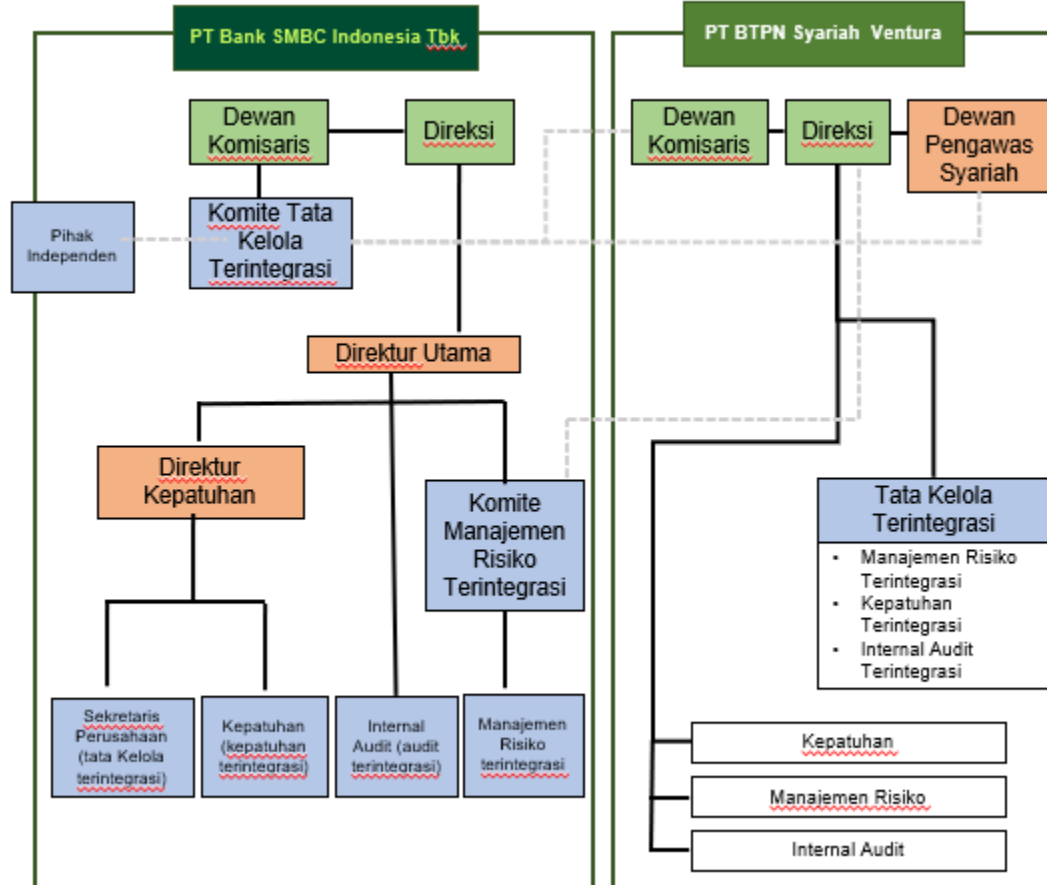 PT Bank SMBC Indonesia Tbk
Dewan
Komisaris
Direksi
Pihak
Independen
Komite Tata
Kelola
Terintegrasi
Direktur Utama
Direktur
Kepatuhan
Komite
Manajemen
Risiko
Terintegrasi
Sekretaris
Perusahaan
(tata Kelola
terintegrasi)
Kepatuhan
(kepatuhan
terintegrasi)
Internal
Audit (audit
terintegrasi)
Manajemen
Risiko
terintegrasi
PT BTPN Syariah Ventura
Dewan
Komisaris
Direksi
Dewan
Pengawas
Syariah
Tata Kelola
Terintegrasi
• Manajemen Risiko
Terintegrasi
• Kepatuhan
Terintegrasi
• Internal Audit
Terintegrasi
Kepatuhan
Manajemen Risiko
Internal Audit